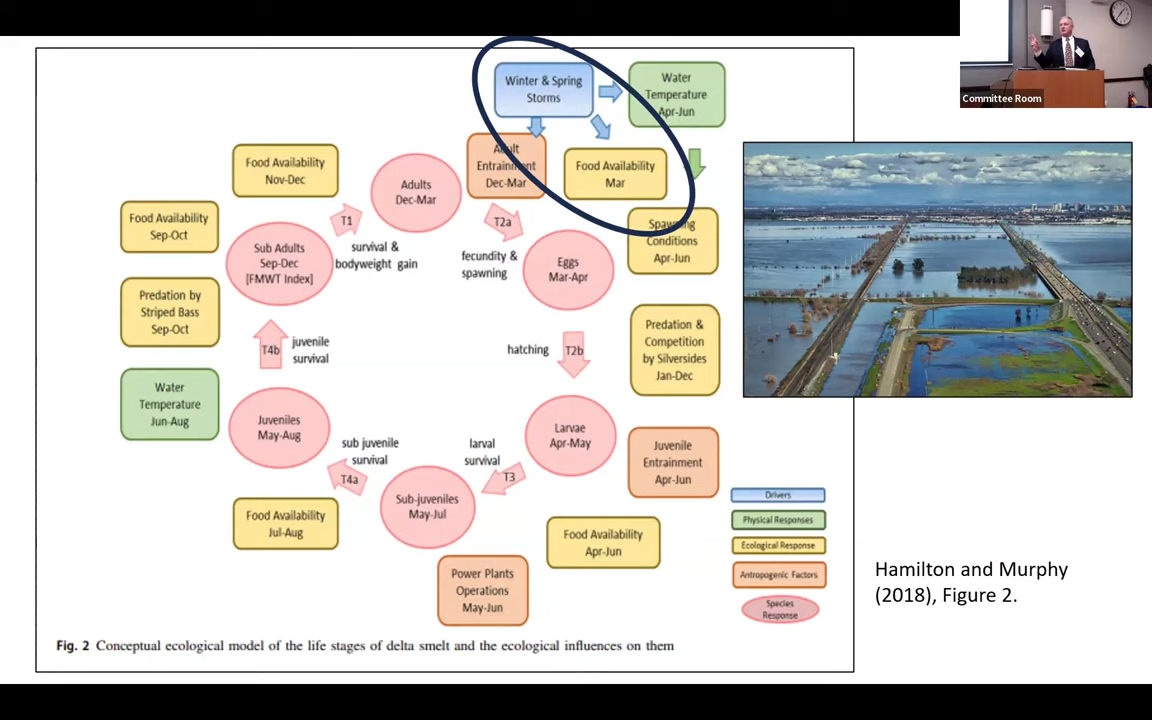 Committee Room
Winter & Spring
Storms
Water
Temperature
Apr-Jun
Adult
Entrainment
Dec-Mar
Food Availability
Mar
Food Availability
Nov-Dec
Adults
Dec-Mar
Food Availability
Sep-Oct
T1
T2a
Spawning
Conditions
Apr-Jun
Sub Adults
Sep-Dec
[FMWT Index]
survival &
bodyweight gain
fecundity &
spawning
Eggs
Mar-Apr
Predation by
Striped Bass
Sep-Oct
Predation &
Competition
by Silversides
Jan-Dec
T4b
juvenile
survival
hatching
T2b
Water
Temperature
Jun-Aug
Juveniles
May-Aug
Larvae
Apr-May
sub juvenile
survival
larval
survival
Juvenile
Entrainment
Apr-Jun
T4a
T3
Sub-juveniles
May-Jul
Food Availability
Jul-Aug
Food Availability
Apr-Jun
Power Plants
Operations
May-Jun
Drivers
Physical Responses
Ecological Response
Antropogenic Factors
Species
Response
Hamilton and Murphy
(2018), Figure 2.
Fig. 2 Conceptual ecological model of the life stages of delta smelt and the ecological influences on them